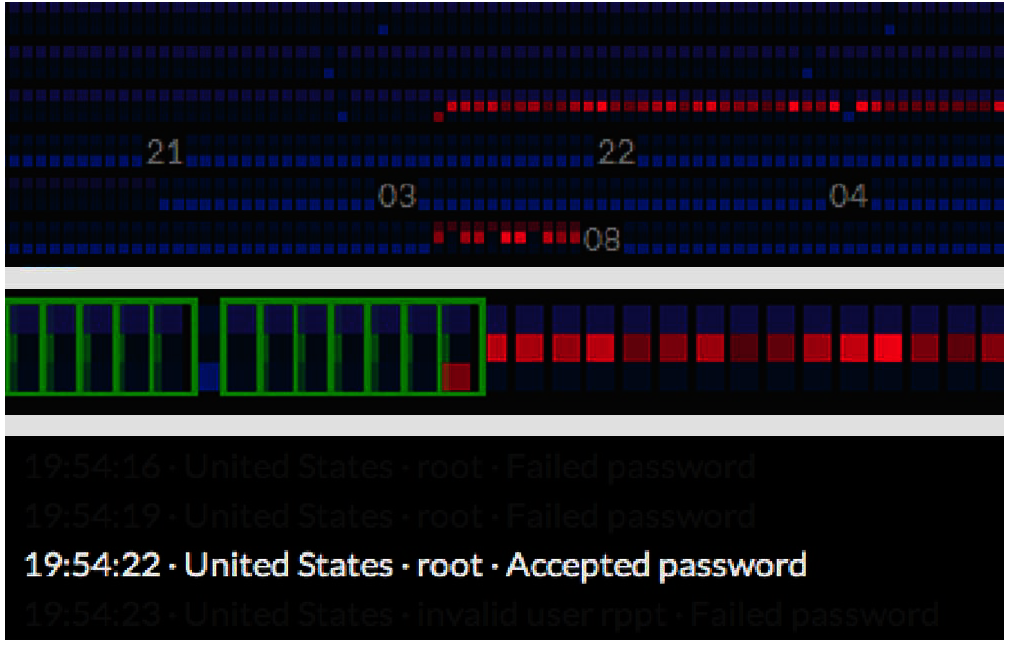 21 22
03 04
08
19:54:16 · United States · root · Failed password
19:54:19 · United States · root · Failed password
19:54:22 · United States · root · Accepted password
19:54:23 · United States · invalid user rppt · Failed password